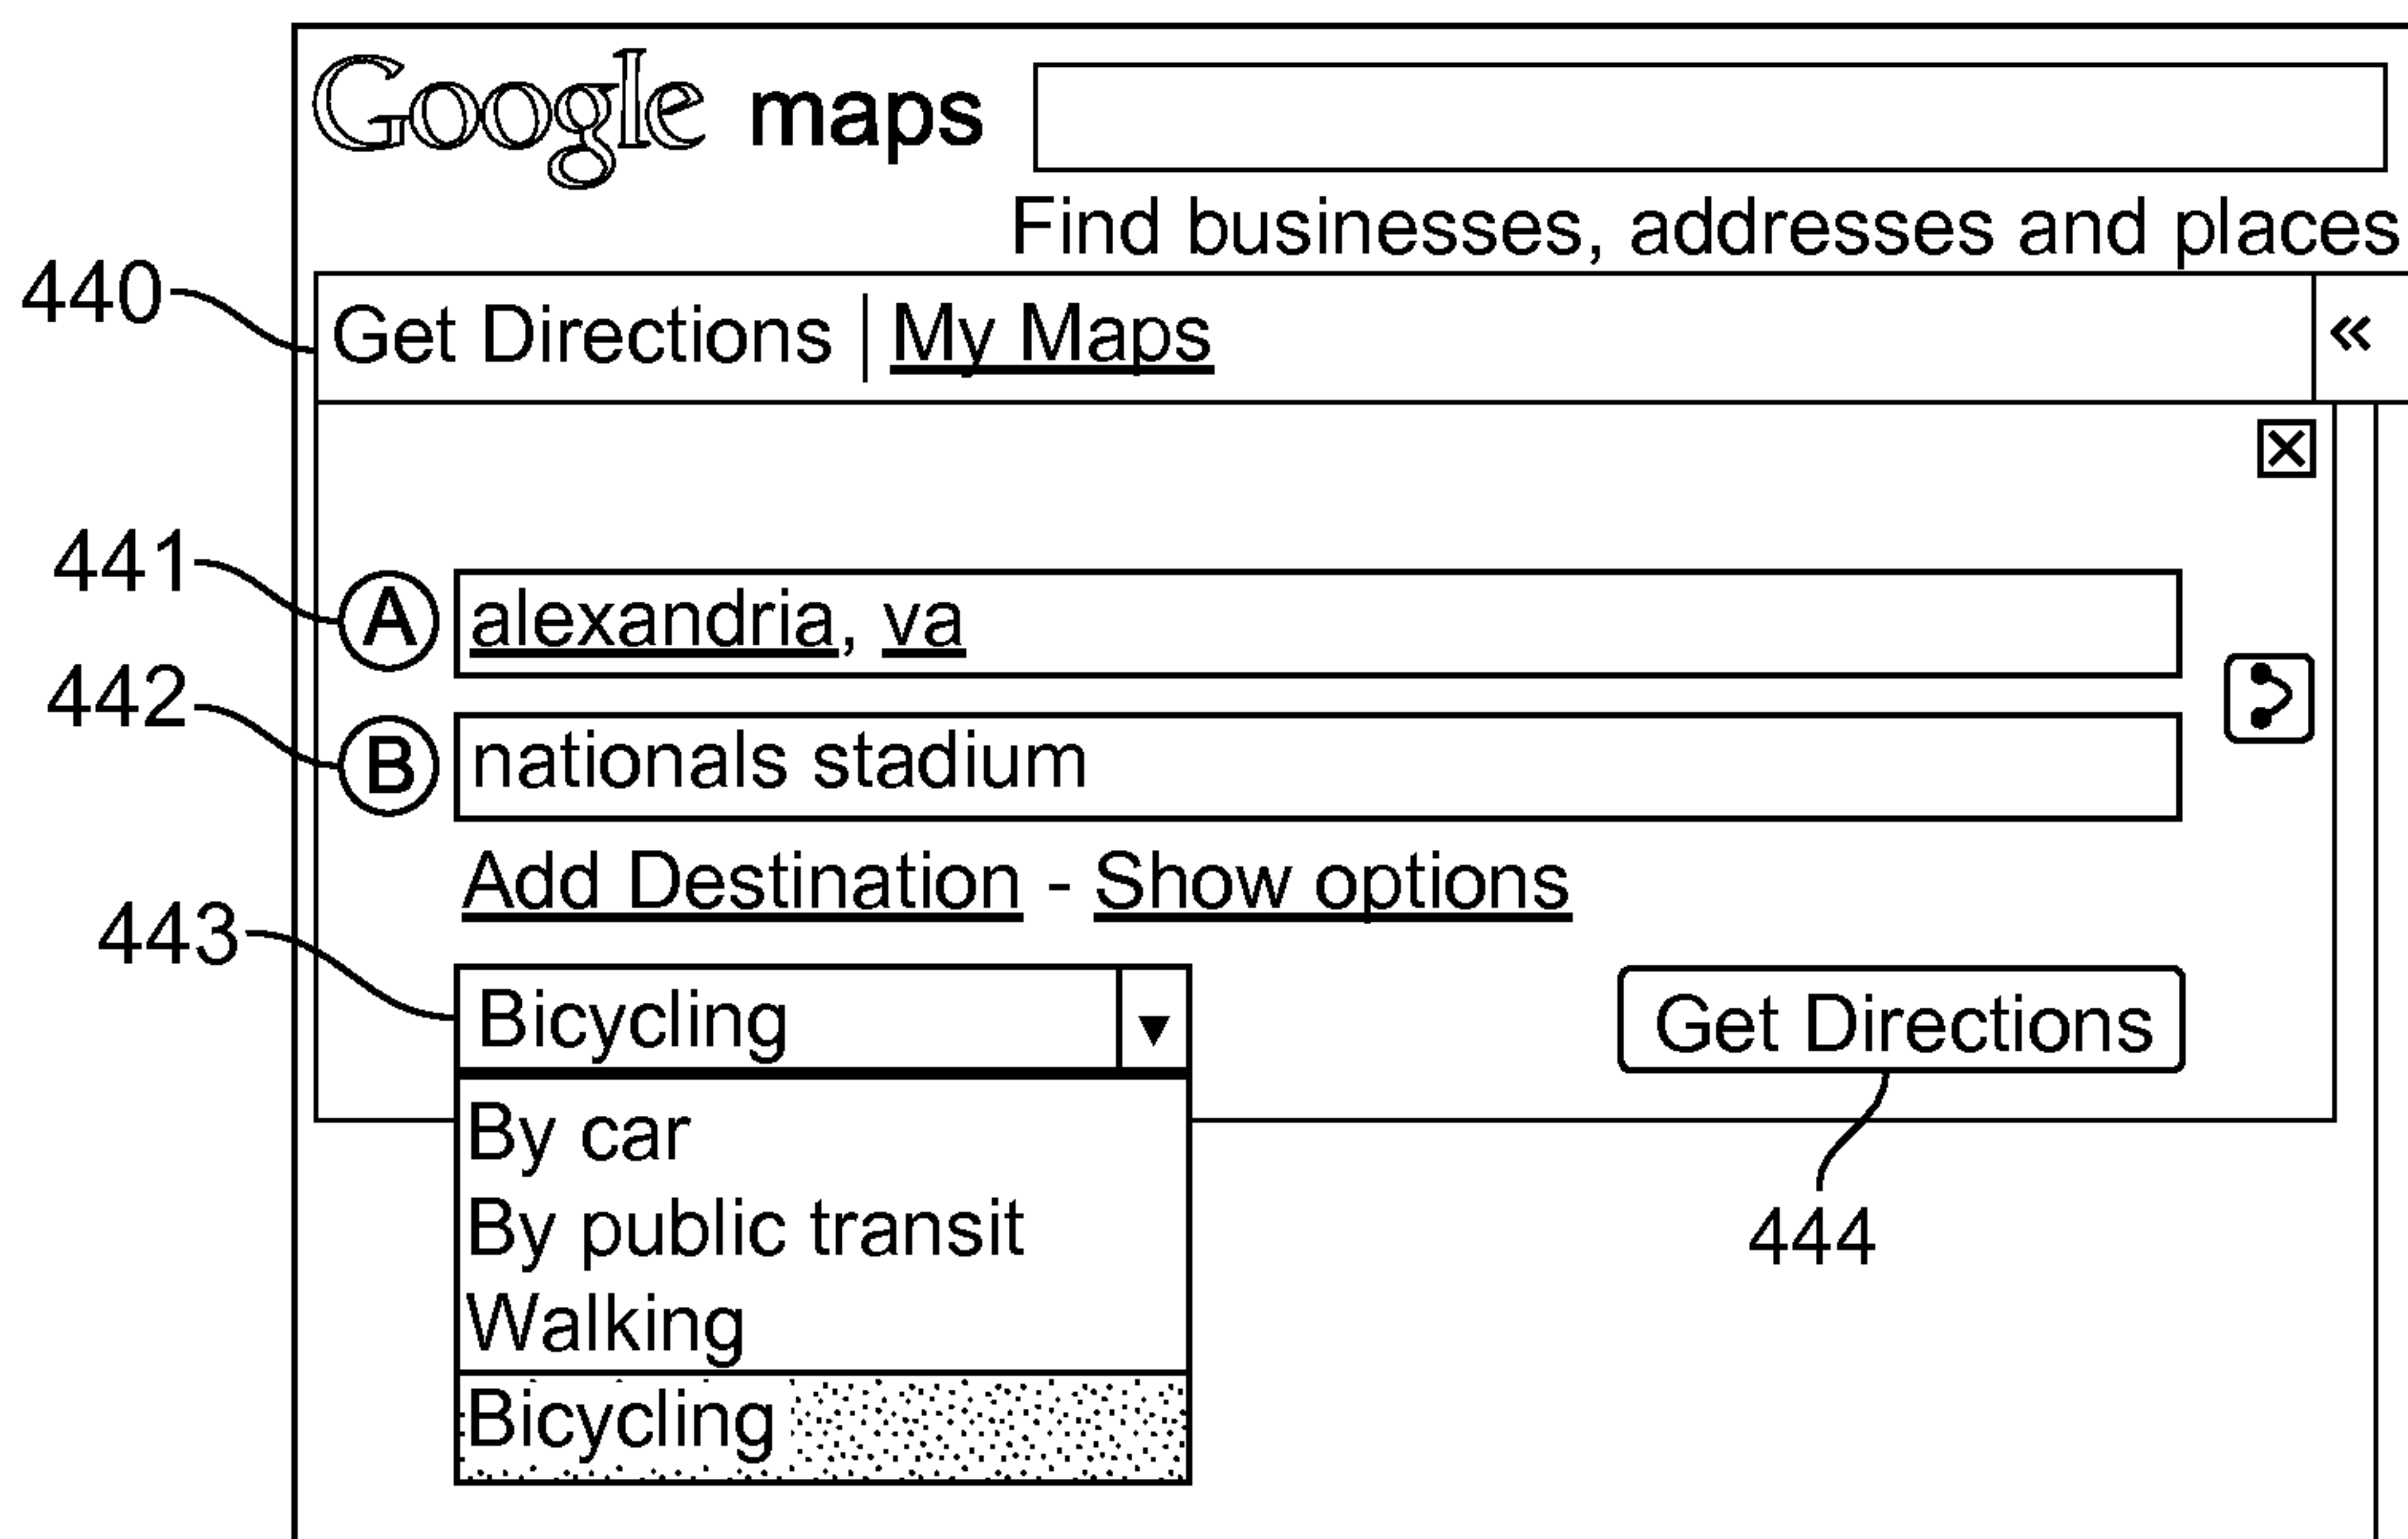 Google maps
Find businesses, addresses and places
440
Get Directions | My Maps «
441
A alexandria, va
442
B nationals stadium
Add Destination - Show options
443
Bicycling ▼ Get Directions
By car
By public transit
444
Walking
Bicycling